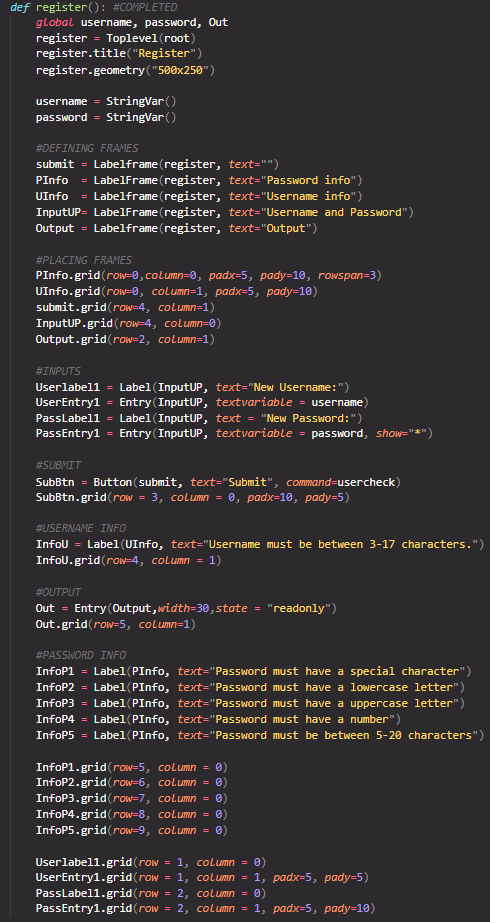 def register(): #COMPLETED
    global username, password, Out
    register = Toplevel(root)
    register.title("Register")
    register.geometry("500x250")

    username = StringVar()
    password = StringVar()

    #DEFINING FRAMES
    submit = Labelframe(register, text="")
    PInfo  = LabelFrame(register, text="Password info")
    UInfo  = LabelFrame(register, text="Username info")
    InputUP= LabelFrame(register, text="Username and Password")
    Output = Labelframe(register, text="Output")

    #PLACING FRAMES
    PInfo.grid(row=0,column=0, padx=5, pady=10, rowspan=3)
    UInfo.grid(row=0, column=1, padx=5, pady=10)
    submit.grid(row=4, column=1)
    InputUP.grid(row=4, column=0)
    Output.grid(row=2, column=1)

    #INPUTS
    Userlabel1 = Label(InputUP, text="New Username:")
    UserEntry1 = Entry(InputUP, textvariable = username)
    PassLabel1 = Label(InputUP, text = "New Password:")
    PassEntry1 = Entry(InputUP, textvariable = password, show="*")

    #SUBMIT
    SubBtn = Button(submit, text="Submit", command=usercheck)
    SubBtn.grid(row = 3, column = 0, padx=10, pady=5)

    #USERNAME INFO
    InfoU = Label(UInfo, text="Username must be between 3-17 characters.")
    InfoU.grid(row=4, column = 1)

    #OUTPUT
    Out = Entry(Output,width=30,state = "readonly")
    Out.grid(row=5, column=1)

    #PASSWORD INFO
    InfoP1 = Label(PInfo, text="Password must have a special character")
    InfoP2 = Label(PInfo, text="Password must have a lowercase letter")
    InfoP3 = Label(PInfo, text="Password must have a uppercase letter")
    InfoP4 = Label(PInfo, text="Password must have a number")
    InfoP5 = Label(PInfo, text="Password must be between 5-20 characters")

    InfoP1.grid(row=5, column = 0)
    InfoP2.grid(row=6, column = 0)
    InfoP3.grid(row=7, column = 0)
    InfoP4.grid(row=8, column = 0)
    InfoP5.grid(row=9, column = 0)

    Userlabel1.grid(row = 1, column = 0)
    UserEntry1.grid(row = 1, column = 1, padx=5, pady=5)
    PassLabel1.grid(row = 2, column = 0)
    PassEntry1.grid(row = 2, column = 1, padx=5, pady=10)